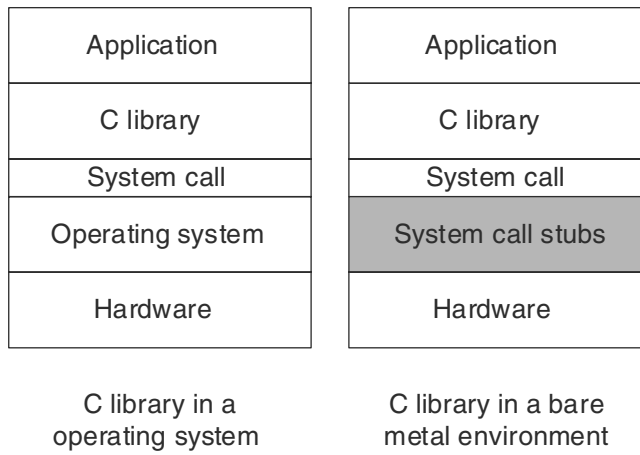 Application
C library
System call
Operating system
Hardware
C library in a
operating system
Application
C library
System call
System call stubs
Hardware
C library in a bare
metal environment